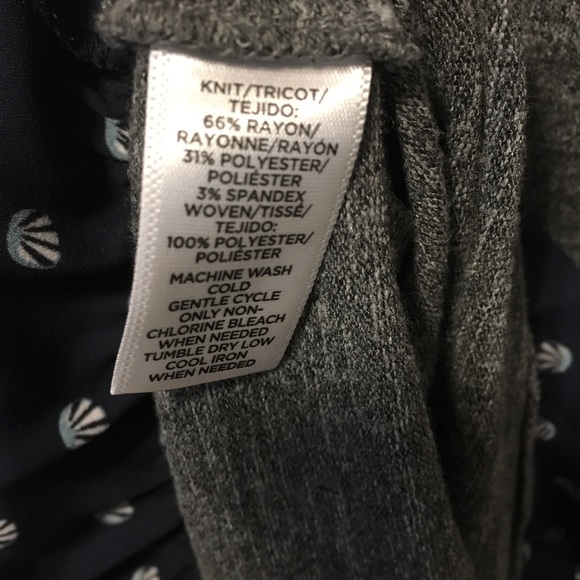 KNIT/TRICOT/
TEJIDO:
66% RAYON/
RAYONNE/RAYÓN
31% POLYESTER/
POLIÉSTER
3% SPANDEX
WOVEN/TISSÉ/
TEJIDO:
100% POLYESTER/
POLIÉSTER
MACHINE WASH
COLD
GENTLE CYCLE
ONLY NON-
CHLORINE BLEACH
WHEN NEEDED
TUMBLE DRY LOW
COOL IRON
WHEN NEEDED